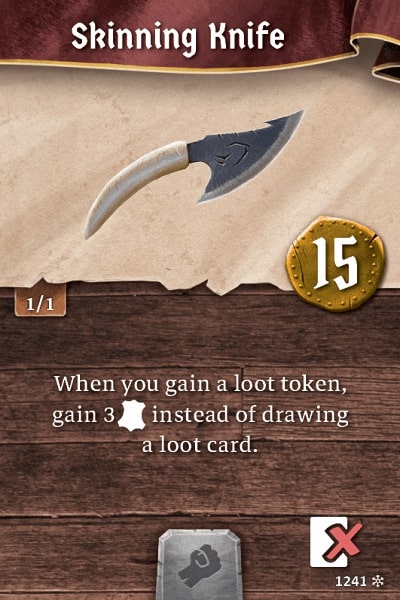 Skinning Knife
15
1/1
When you gain a loot token,
gain 3 instead of drawing
a loot card.
1241